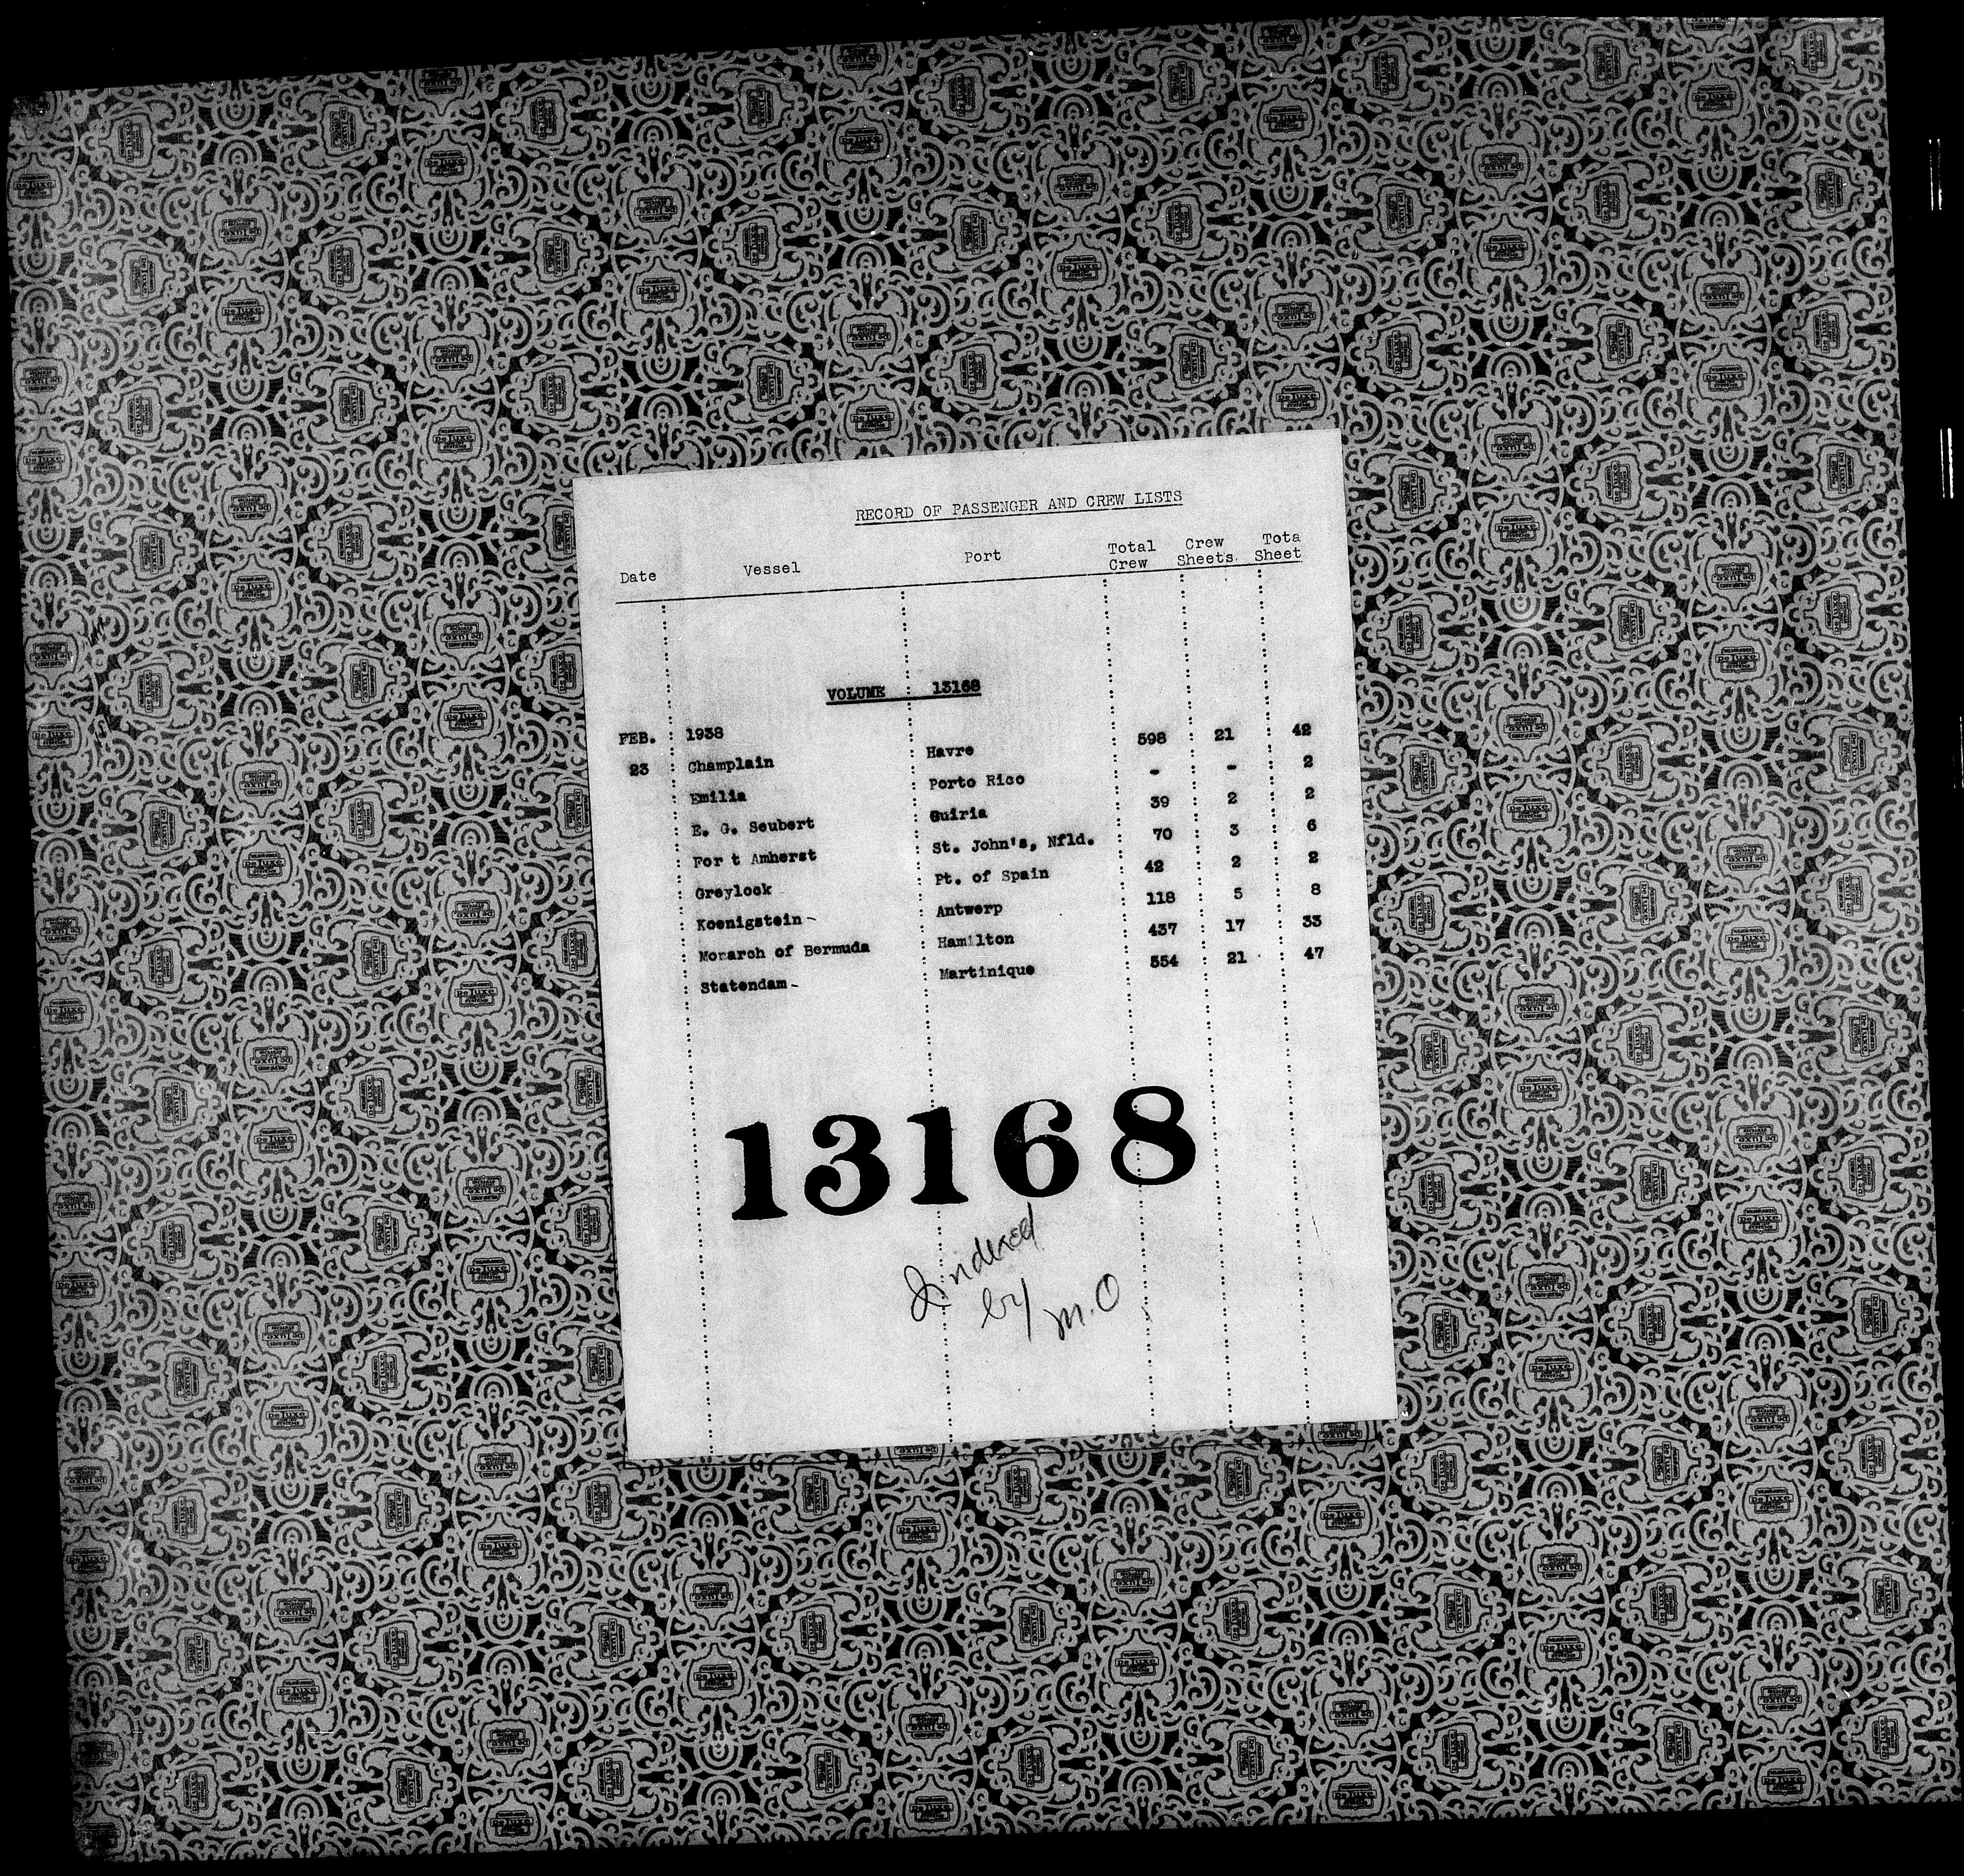 RECORD OF PASSENGER AND CREW LISTS
Date Vessel Port Total Crew Crew Sheets Tota Sheet
VOLUME 13168
FEB. 1938
23 Champlain Havre 598 21 42
Emilia Porto Rico - - 2
E. G. Seubert Guiria 39 2 2
For t Amherst St. John's, Nfld. 70 3 6
Greylock Pt. of Spain 42 2 2
Koenigstein - Antwerp 118 5 8
Monarch of Bermuda Hamilton 437 17 33
Statendam - Martinique 554 21 47
13168
Indexed
by M.O.